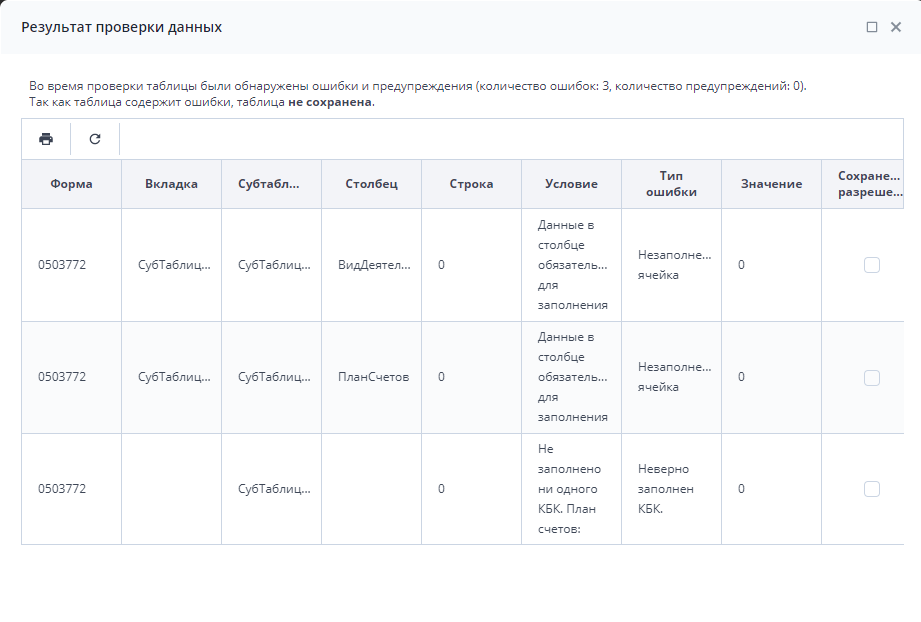 Результат проверки данных
Во время проверки таблицы были обнаружены ошибки и предупреждения (количество ошибок: 3, количество предупреждений: 0).
Так как таблица содержит ошибки, таблица не сохранена.
Форма
Вкладка
Субтабл...
Столбец
Строка
Условие
Тип
ошибки
Значение
Сохране...
разреше...
0503772
СубТаблиц...
СубТаблиц...
ВидДеятел...
0
Данные в
столбце
обязатель...
для
заполнения
Незаполне...
ячейка
0
0503772
СубТаблиц...
СубТаблиц...
ПланСчетов
0
Данные в
столбце
обязатель...
для
заполнения
Незаполне...
ячейка
0
0503772
СубТаблиц...
0
Не
заполнено
ни одного
КБК. План
счетов:
Неверно
заполнен
КБК.
0